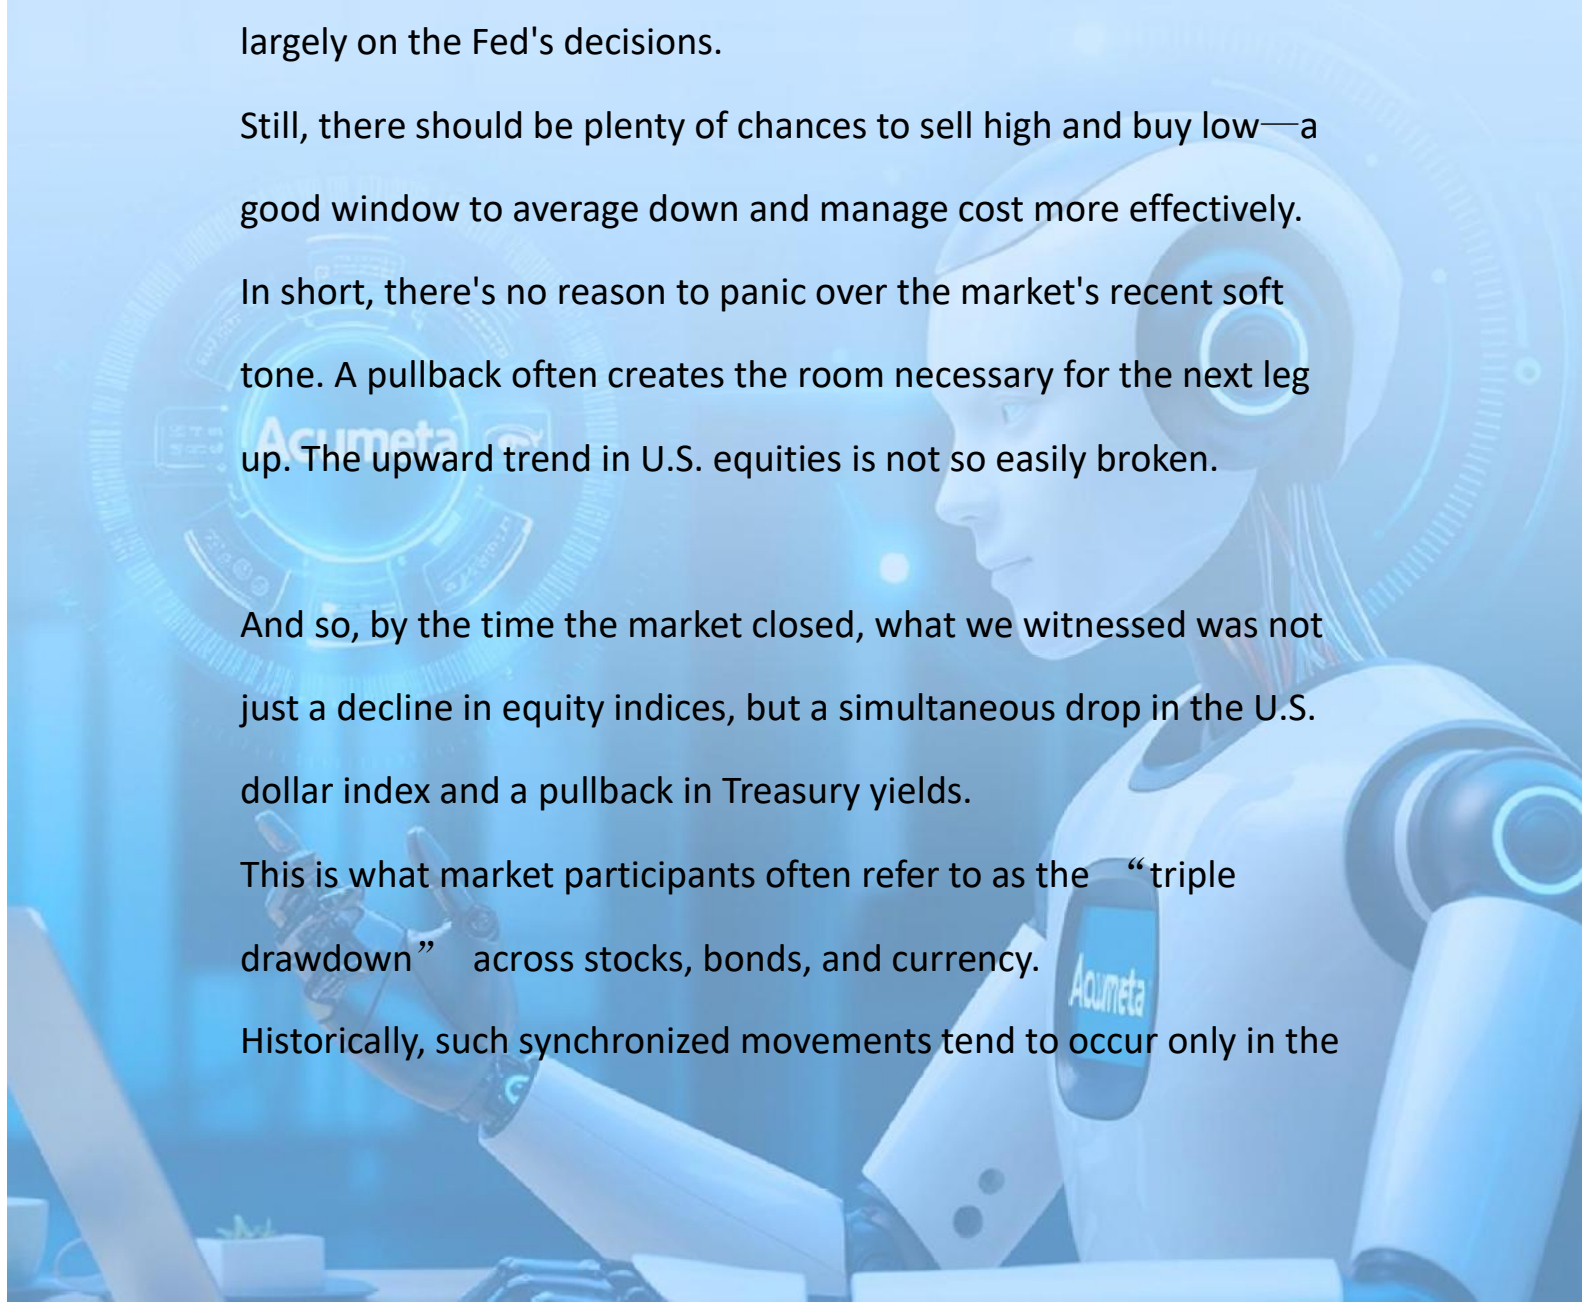 largely on the Fed's decisions.
Still, there should be plenty of chances to sell high and buy low—a
good window to average down and manage cost more effectively.
In short, there's no reason to panic over the market's recent soft
tone. A pullback often creates the room necessary for the next leg
up. The upward trend in U.S. equities is not so easily broken.
Acumeta
And so, by the time the market closed, what we witnessed was not
just a decline in equity indices, but a simultaneous drop in the U.S.
dollar index and a pullback in Treasury yields.
This is what market participants often refer to as the “triple
drawdown” across stocks, bonds, and currency.
Acumeta
Historically, such synchronized movements tend to occur only in the